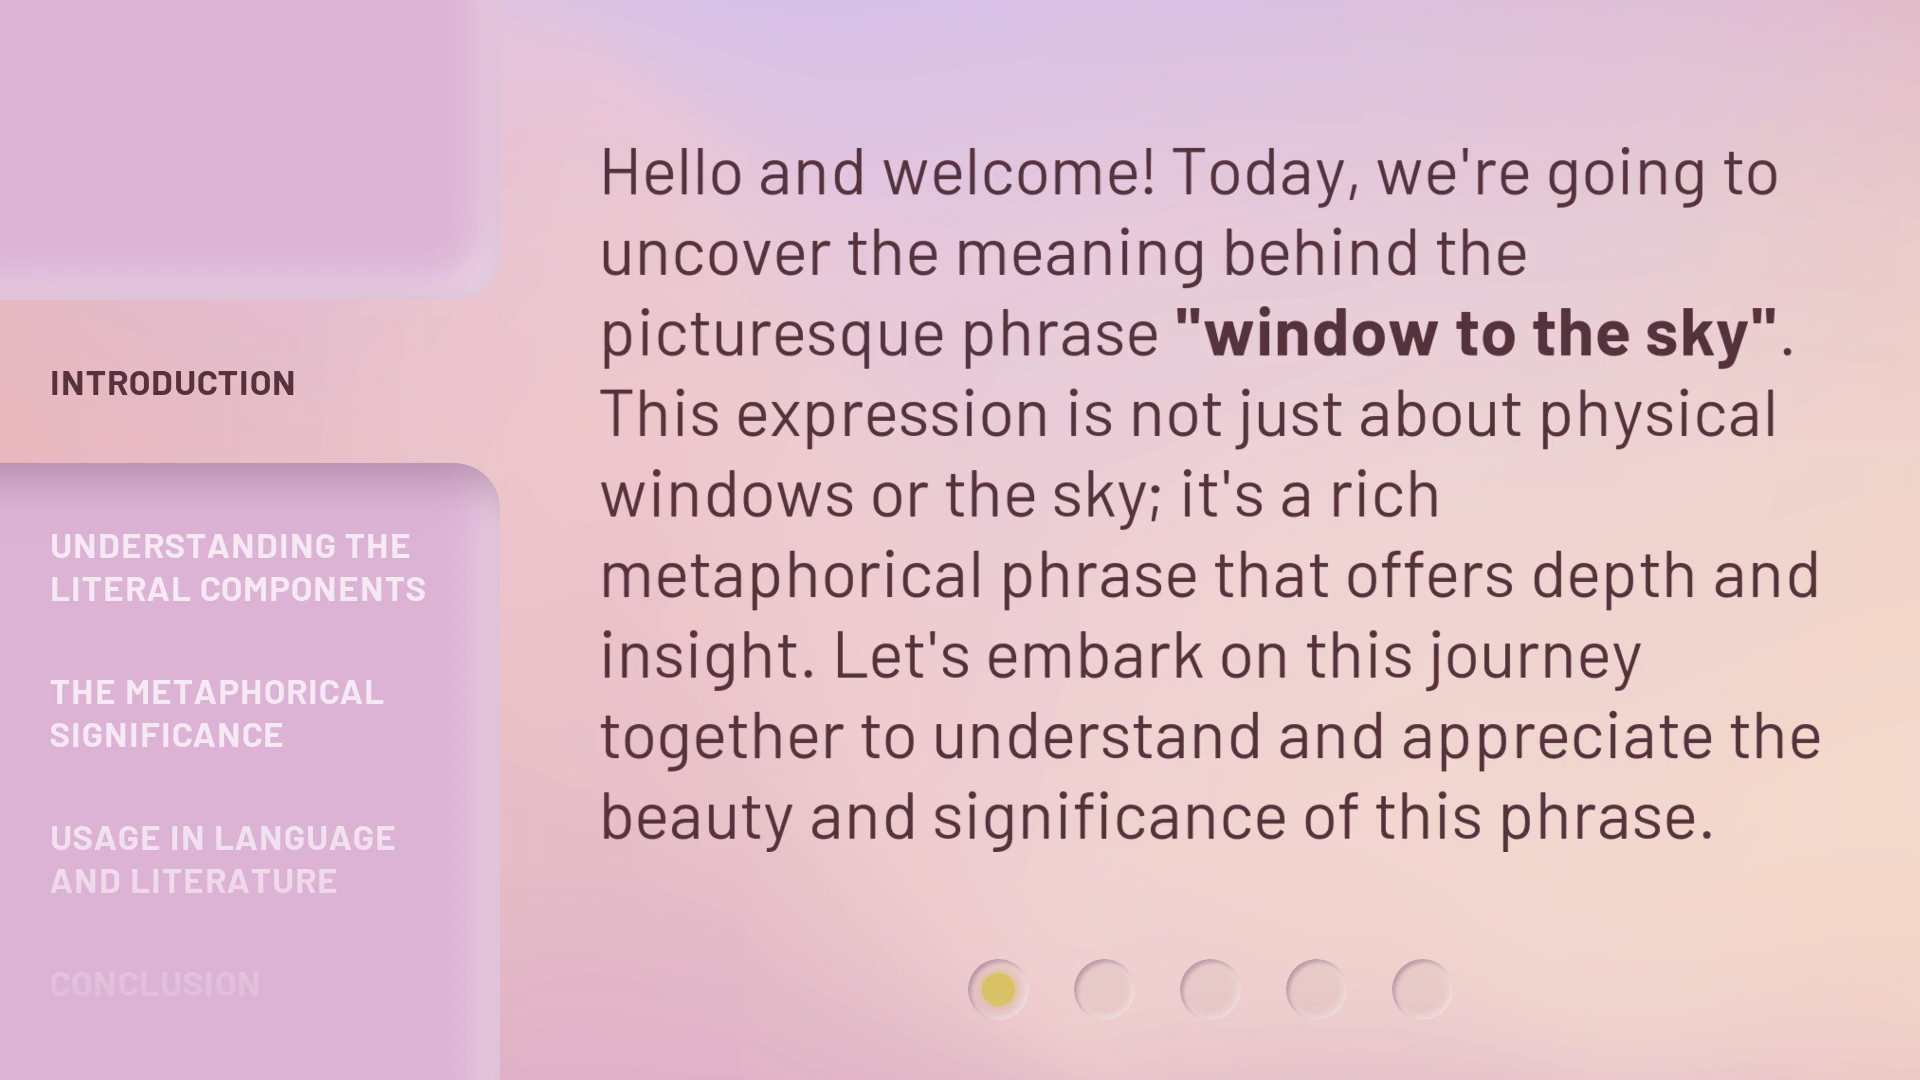 INTRODUCTION
UNDERSTANDING THE
LITERAL COMPONENTS
THE METAPHORICAL
SIGNIFICANCE
USAGE IN LANGUAGE
AND LITERATURE
CONCLUSION
Hello and welcome! Today, we're going to
uncover the meaning behind the
picturesque phrase "window to the sky".
This expression is not just about physical
windows or the sky; it's a rich
metaphorical phrase that offers depth and
insight. Let's embark on this journey
together to understand and appreciate the
beauty and significance of this phrase.